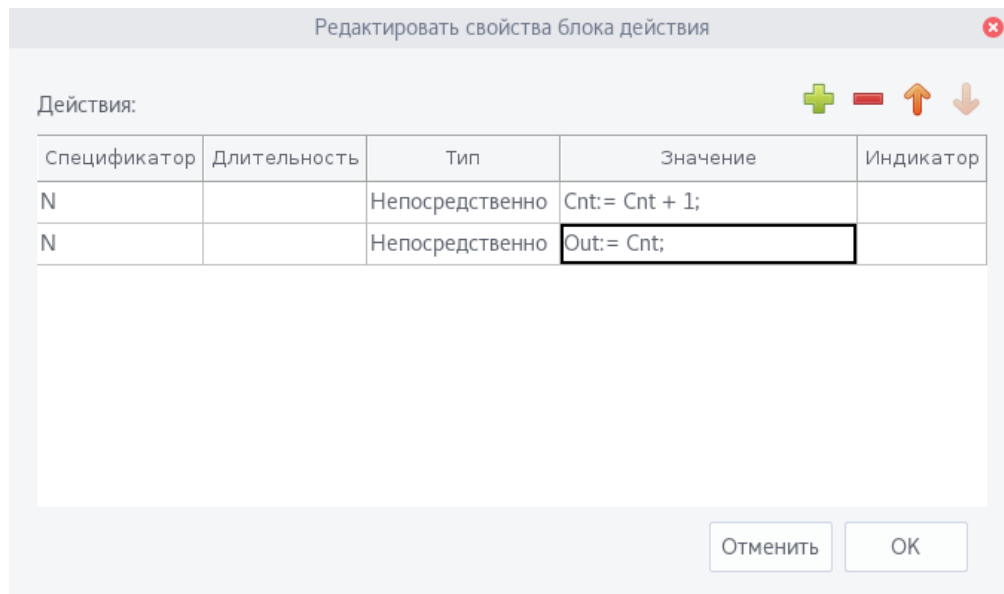 Редактировать свойства блока действия
Действия:
Спецификатор Длительность Тип Значение Индикатор
N Непосредственно Cnt:= Cnt + 1;
N Непосредственно Out:= Cnt;
Отменить OK